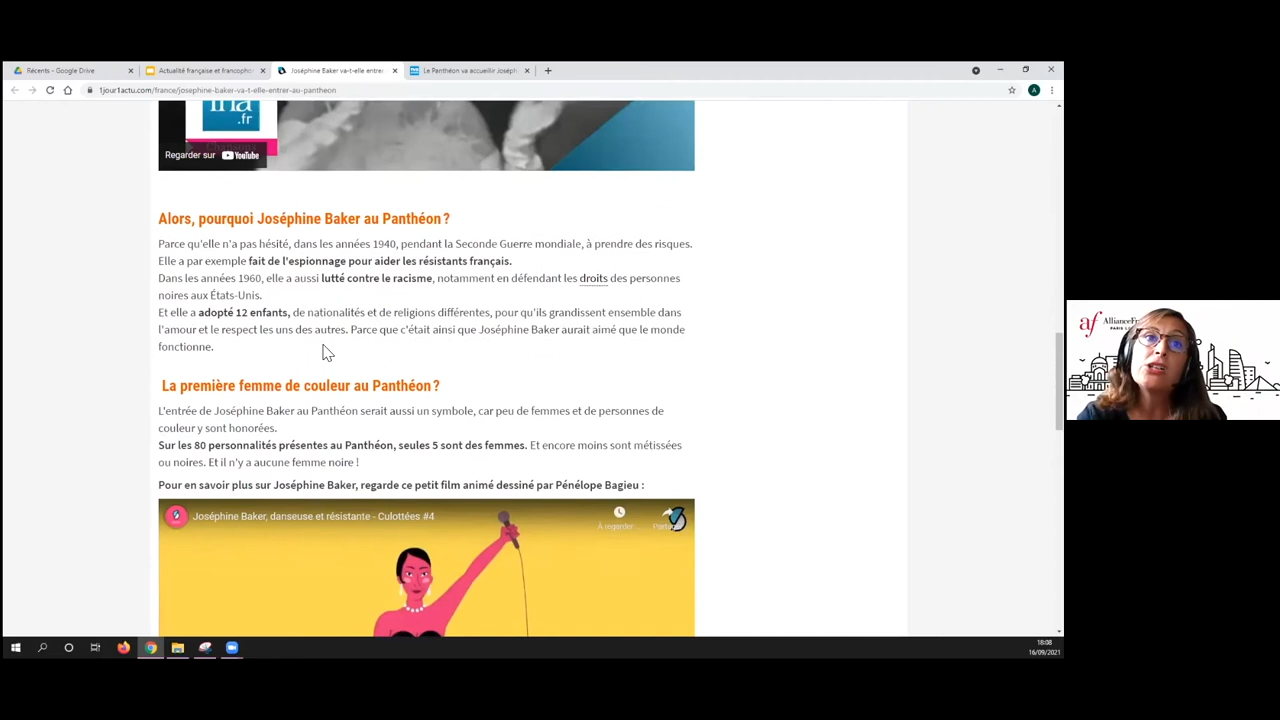 Récents - Google Drive
Actualité française et francopho
Joséphine Baker va-t-elle entrer
Le Panthéon va accueillir Joséph
1jour1actu.com/france/josephine-baker-va-t-elle-entrer-au-pantheon
ina
.fr
Regarder sur YouTube
Alors, pourquoi Joséphine Baker au Panthéon ?
Parce qu'elle n'a pas hésité, dans les années 1940, pendant la Seconde Guerre mondiale, à prendre des risques.
Elle a par exemple fait de l'espionnage pour aider les résistants français.
Dans les années 1960, elle a aussi lutté contre le racisme, notamment en défendant les droits des personnes
noires aux États-Unis.
Et elle a adopté 12 enfants, de nationalités et de religions différentes, pour qu'ils grandissent ensemble dans
l'amour et le respect les uns des autres. Parce que c'était ainsi que Joséphine Baker aurait aimé que le monde
fonctionne.
La première femme de couleur au Panthéon ?
L'entrée de Joséphine Baker au Panthéon serait aussi un symbole, car peu de femmes et de personnes de
couleur y sont honorées.
Sur les 80 personnalités présentes au Panthéon, seules 5 sont des femmes. Et encore moins sont métissées
ou noires. Et il n'y a aucune femme noire !
Pour en savoir plus sur Joséphine Baker, regarde ce petit film animé dessiné par Pénélope Bagieu :
Joséphine Baker, danseuse et résistante - Culottées #4
À regarder...
18:08
16/09/2021
af